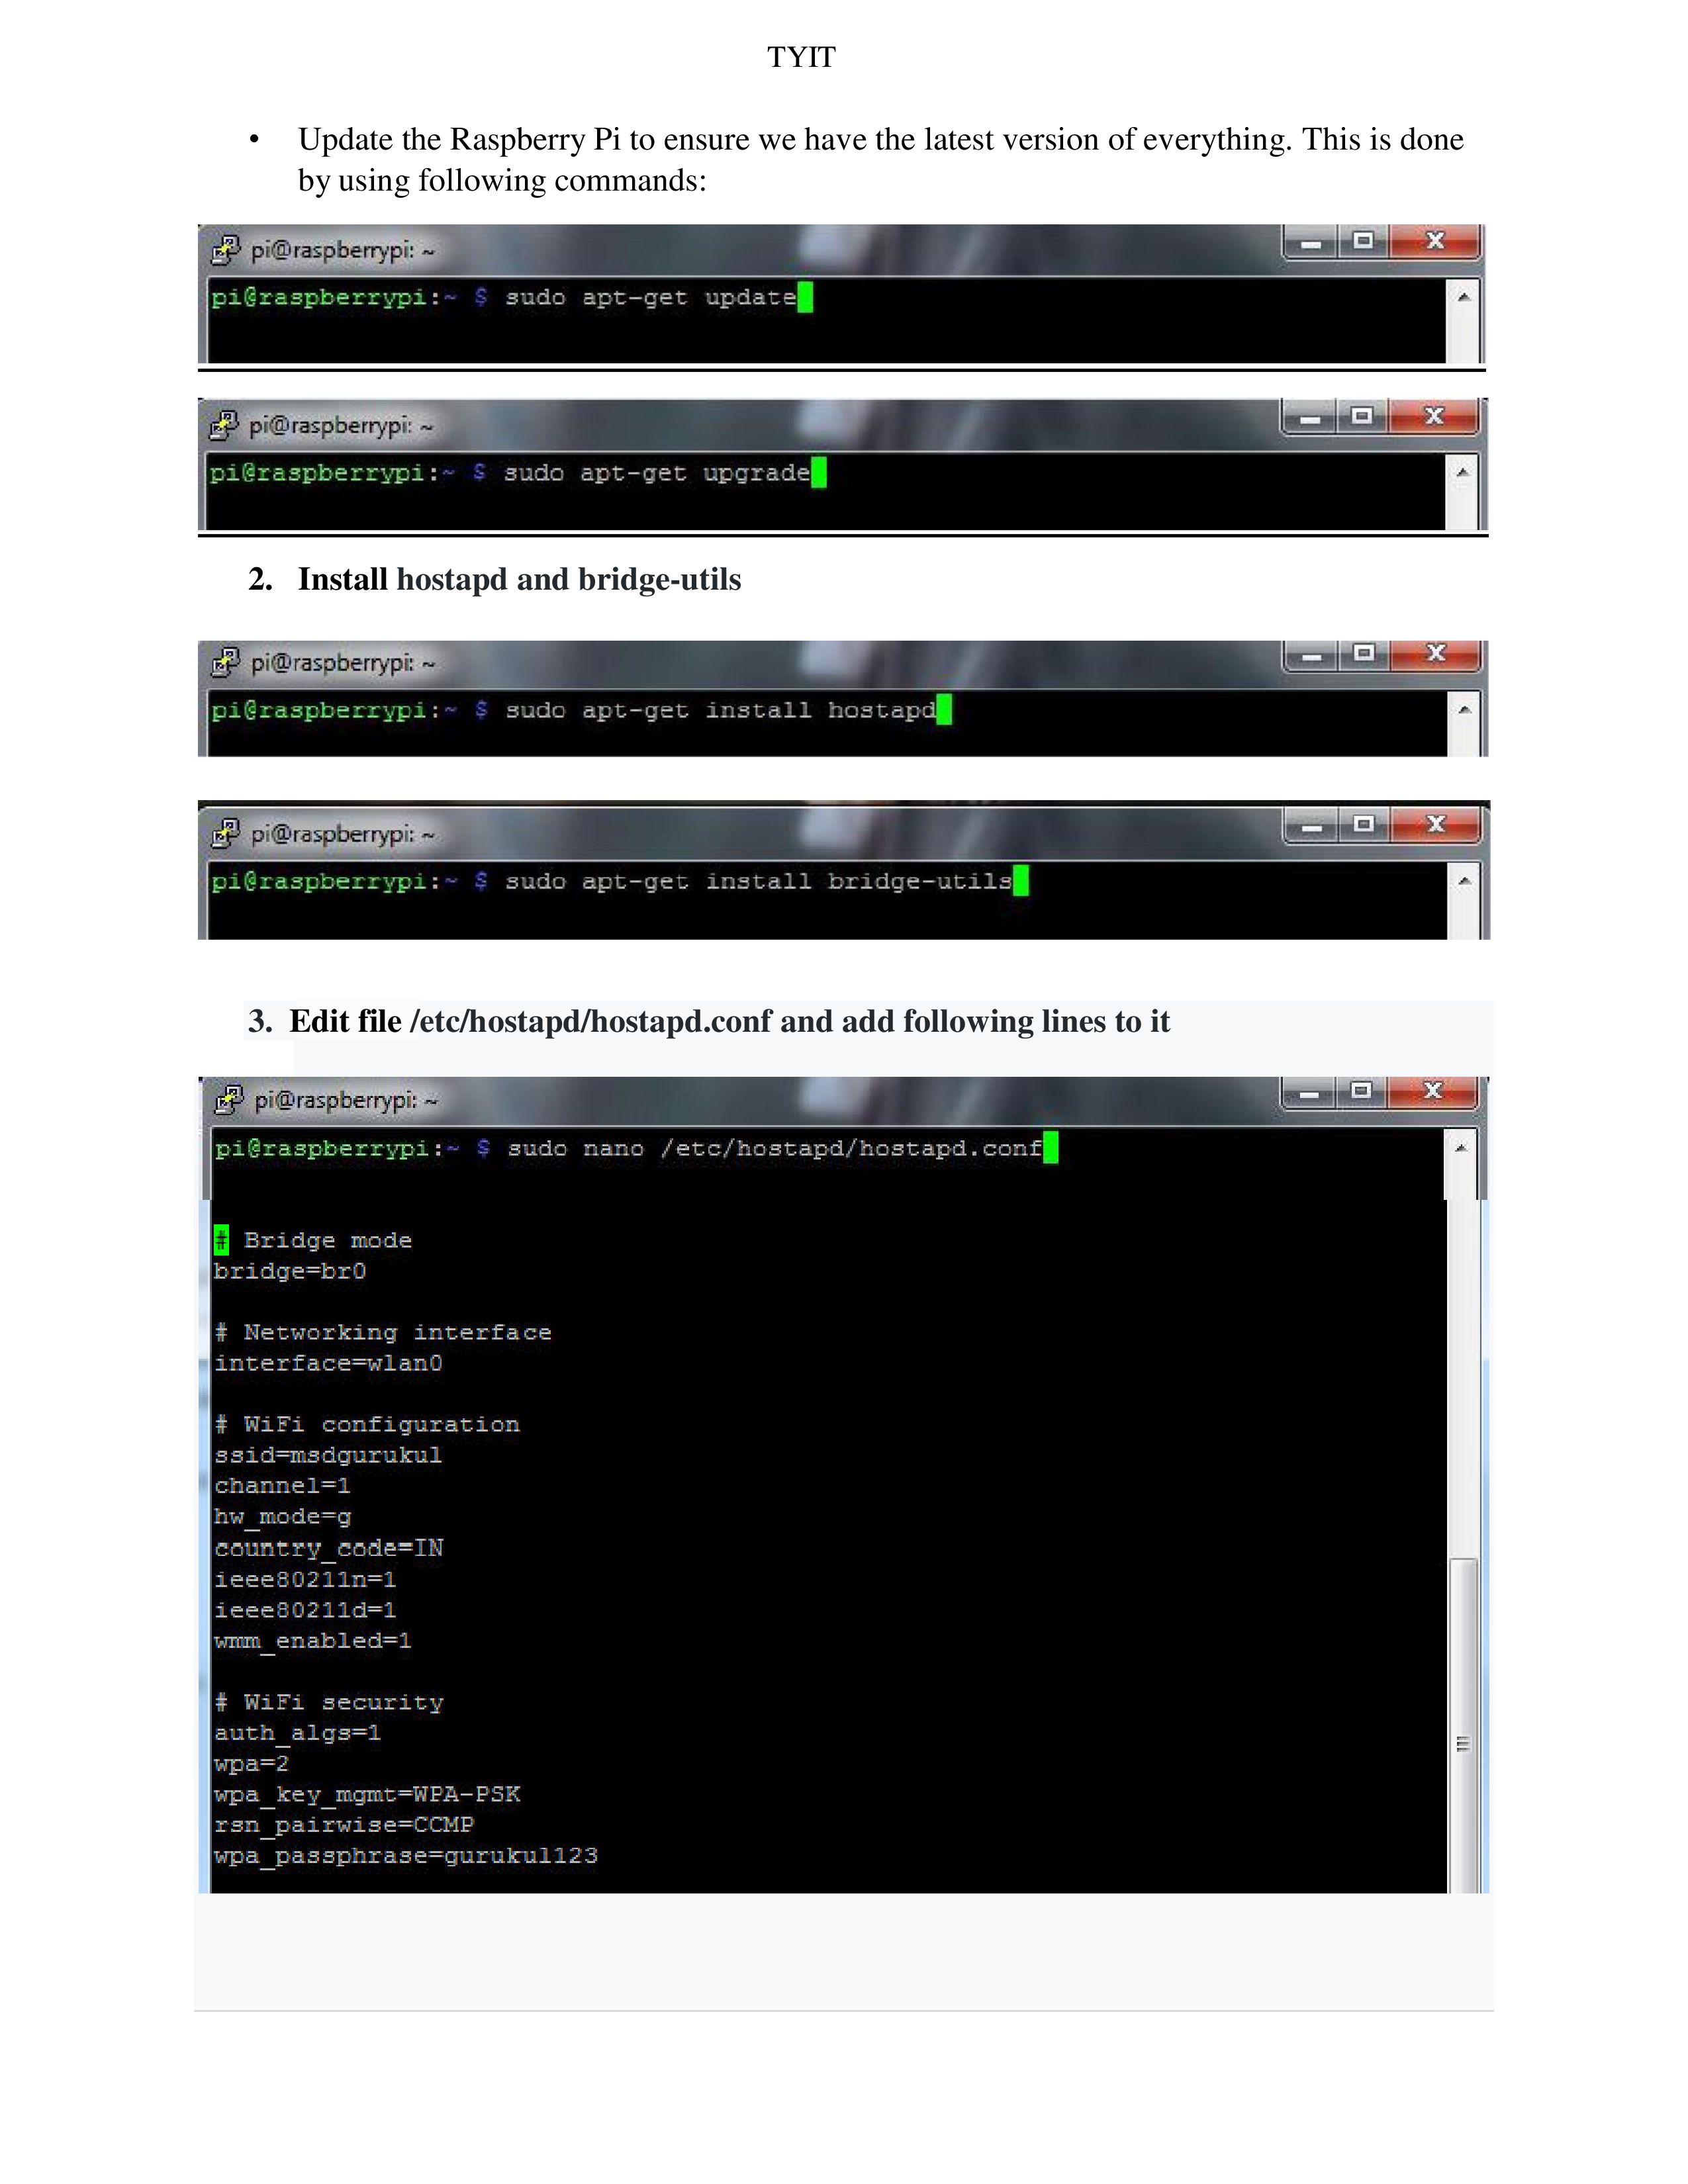 TYIT
• Update the Raspberry Pi to ensure we have the latest version of everything. This is done
by using following commands:
pi@raspberrypi: ~
pi@raspberrypi:~ $ sudo apt-get update
pi@raspberrypi: ~
pi@raspberrypi:~ $ sudo apt-get upgrade
2. Install hostapd and bridge-utils
pi@raspberrypi: ~
pi@raspberrypi:~ $ sudo apt-get install hostapd
pi@raspberrypi: ~
pi@raspberrypi:~ $ sudo apt-get install bridge-utils
3. Edit file /etc/hostapd/hostapd.conf and add following lines to it
pi@raspberrypi: ~
pi@raspberrypi:~ $ sudo nano /etc/hostapd/hostapd.conf
# Bridge mode
bridge=br0
# Networking interface
interface=wlan0
# WiFi configuration
ssid=msdgurukul
channel=1
hw_mode=g
country_code=IN
ieee80211n=1
ieee80211d=1
wmm_enabled=1
# WiFi security
auth_algs=1
wpa=2
wpa_key_mgmt=WPA-PSK
rsn_pairwise=CCMP
wpa_passphrase=gurukul123